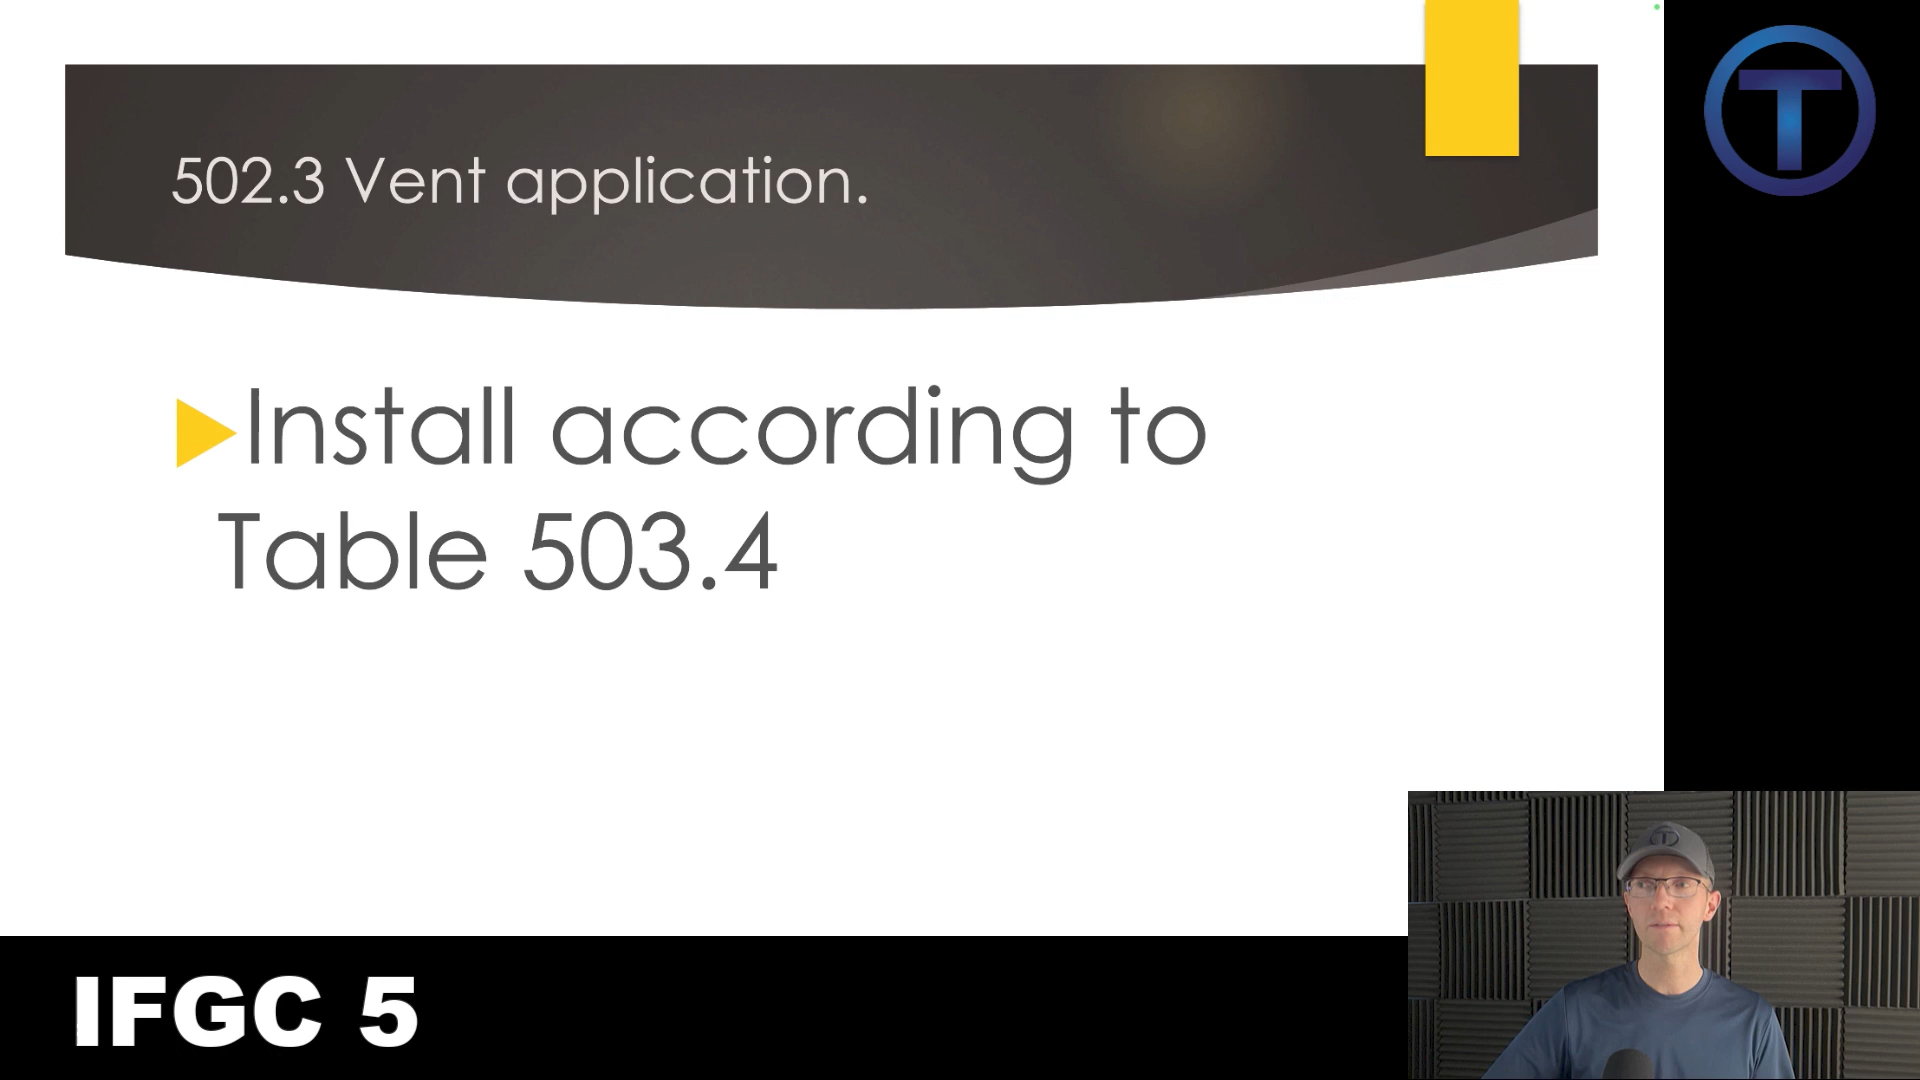 502.3 Vent application.
Install according to
Table 503.4
T
IFGC 5